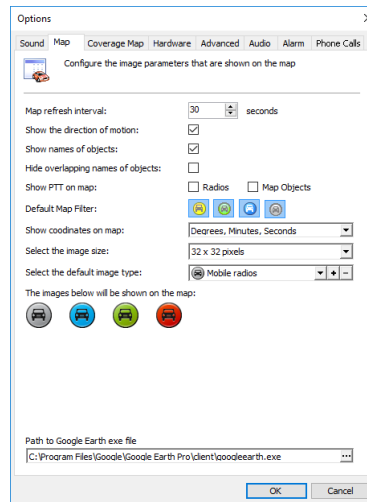 Options
Sound Map Coverage Map Hardware Advanced Audio Alarm Phone Calls
Configure the image parameters that are shown on the map
Map refresh interval: 30 seconds
Show the direction of motion:
Show names of objects:
Hide overlapping names of objects:
Show PTT on map: Radios Map Objects
Default Map Filter:
Show coodinates on map: Degrees, Minutes, Seconds
Select the image size: 32 x 32 pixels
Select the default image type: Mobile radios
The images below will be shown on the map:
Path to Google Earth exe file
C:\Program Files\Google\Google Earth Pro\client\googleearth.exe
OK Cancel